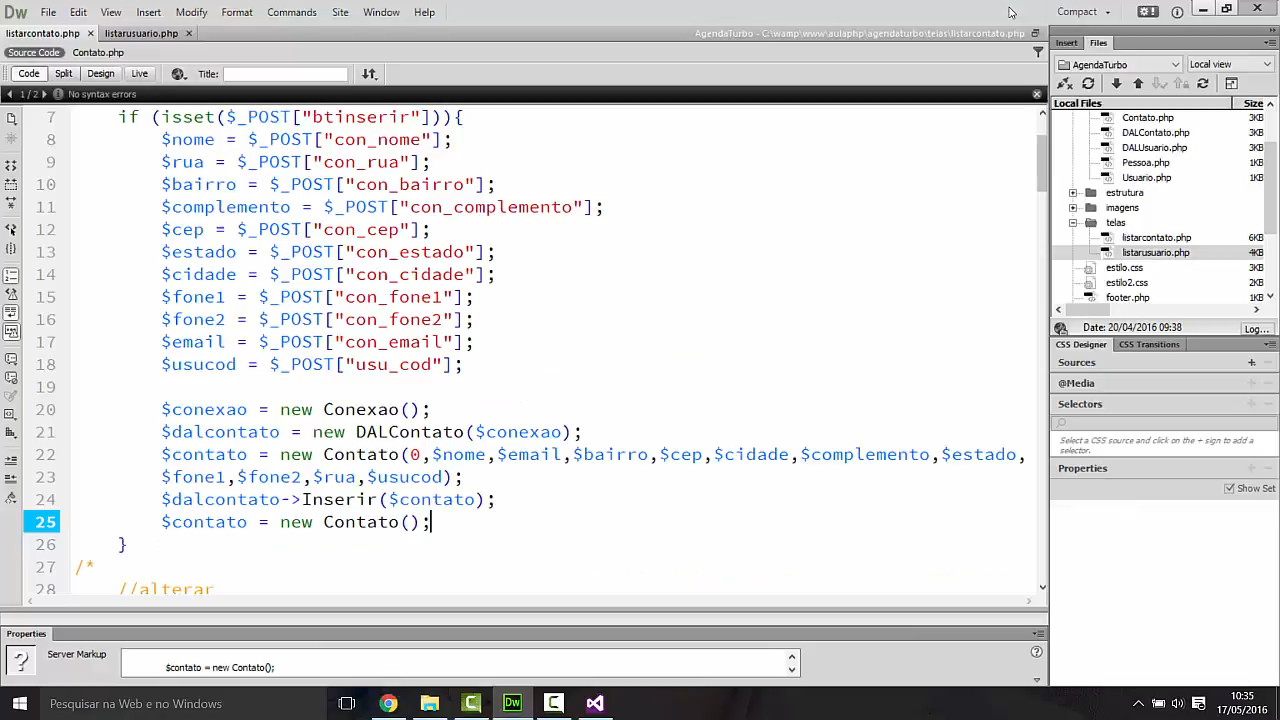 Dw File Edit View Insert Modify Format Commands Site Window Help Compact
listarcontato.php × listarusuario.php × AgendaTurbo - C:\wamp\www\aulaphp\agendaturbo\telas\listarcontato.php
Source Code Contato.php
Code Split Design Live Title:
1 / 2 No syntax errors
7 if (isset($_POST["btinserir"])){
8 $nome = $_POST["con_nome"];
9 $rua = $_POST["con_rua"];
10 $bairro = $_POST["con_bairro"];
11 $complemento = $_POST["con_complemento"];
12 $cep = $_POST["con_cep"];
13 $estado = $_POST["con_estado"];
14 $cidade = $_POST["con_cidade"];
15 $fone1 = $_POST["con_fone1"];
16 $fone2 = $_POST["con_fone2"];
17 $email = $_POST["con_email"];
18 $usucod = $_POST["usu_cod"];
19
20 $conexao = new Conexao();
21 $dalcontato = new DALContato($conexao);
22 $contato = new Contato(0,$nome,$email,$bairro,$cep,$cidade,$complemento,$estado,
23 $fone1,$fone2,$rua,$usucod);
24 $dalcontato->Inserir($contato);
25 $contato = new Contato();
26 }
27 /*
28 //alterar
Properties
Server Markup
$contato = new Contato();
Insert Files
AgendaTurbo Local view
Local Files Size
Contato.php 3KB
DALContato.php 3KB
DALUsuario.php 3KB
Pessoa.php 1KB
Usuario.php 1KB
estrutura
imagens
telas
listarcontato.php 6KB
listarusuario.php 4KB
estilo.css 3KB
estilo2.css 2KB
footer.php 1KB
Date: 20/04/2016 09:38 Log...
CSS Designer CSS Transitions
Sources
@Media
Selectors
Select a CSS source and click on the + sign to add a
selector.
Properties Show Set
Pesquisar na Web e no Windows
10:35
17/05/2016